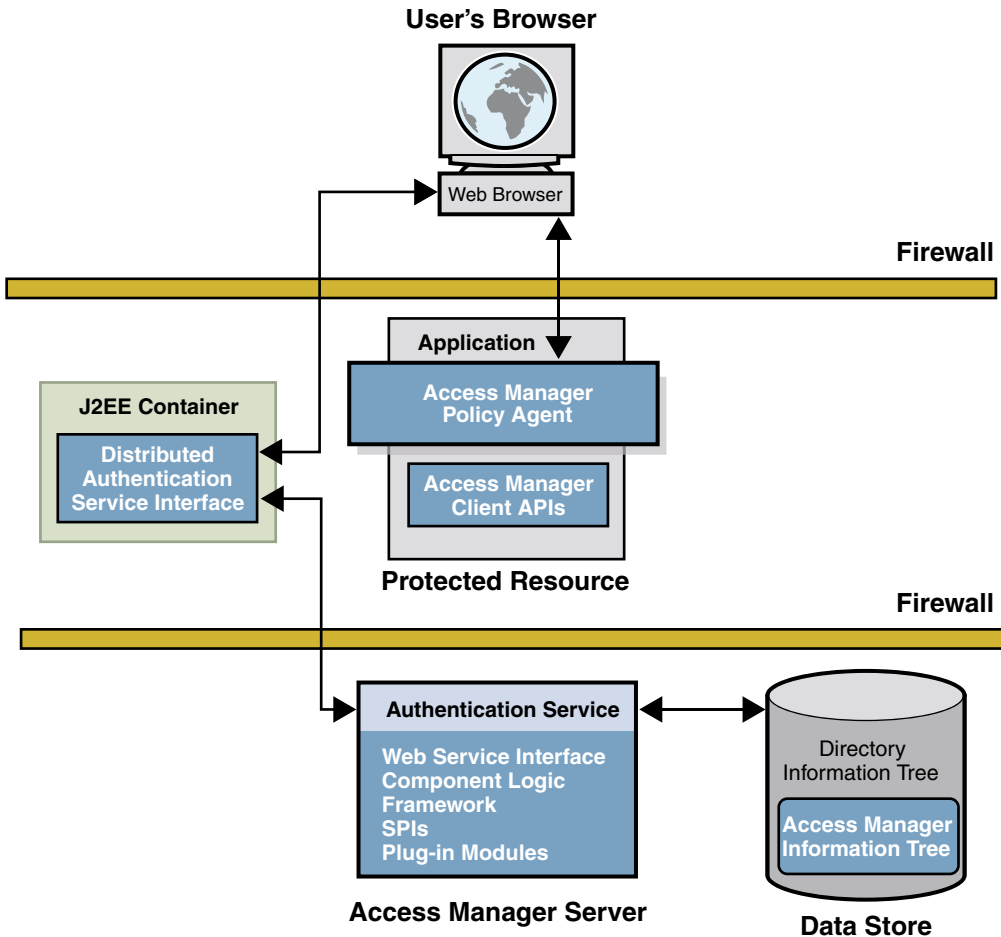 User's Browser
Web Browser
Firewall
Application
Access Manager
Policy Agent
J2EE Container
Distributed
Authentication
Service Interface
Access Manager
Client APIs
Protected Resource
Firewall
Authentication Service
Web Service Interface
Component Logic
Framework
SPIs
Plug-in Modules
Directory
Information Tree
Access Manager
Information Tree
Access Manager Server
Data Store